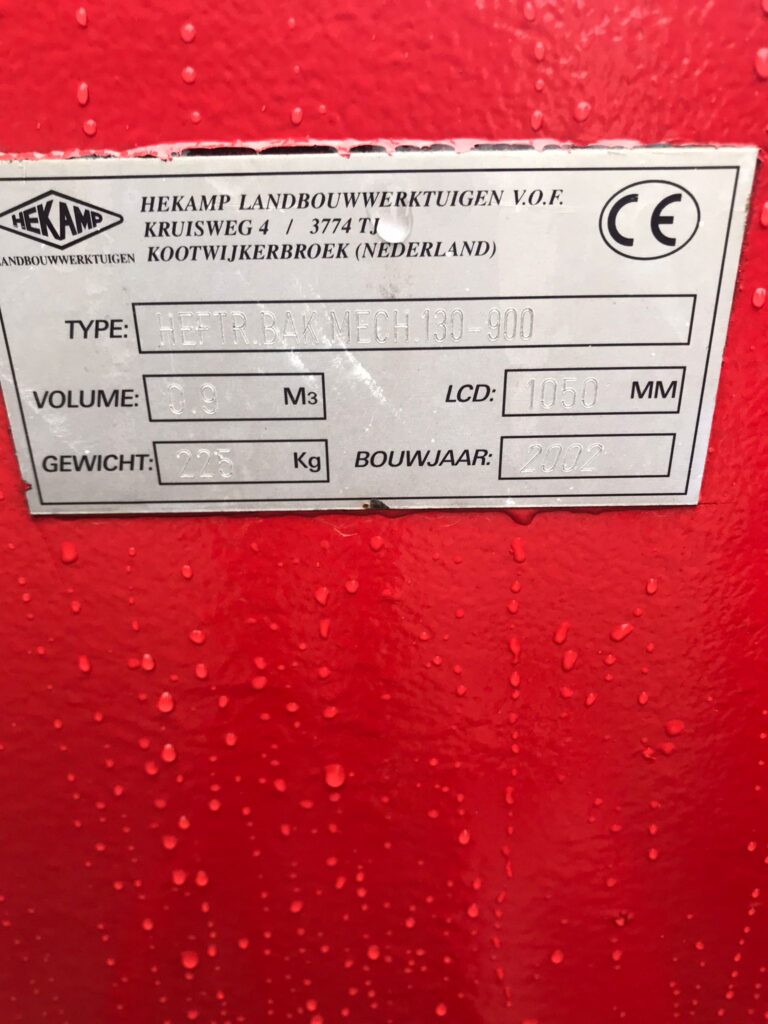 HEKAMP
LANDBOUWWERKTUIGEN
HEKAMP LANDBOUWWERKTUIGEN V.O.F.
KRUISWEG 4 / 3774 TJ
KOOTWIJKERBROEK (NEDERLAND)
CE
TYPE: HEFTR.BAK MECH.130-900
VOLUME: 0.9 M3 LCD: 1050 MM
GEWICHT: 225 Kg BOUWJAAR: 2002